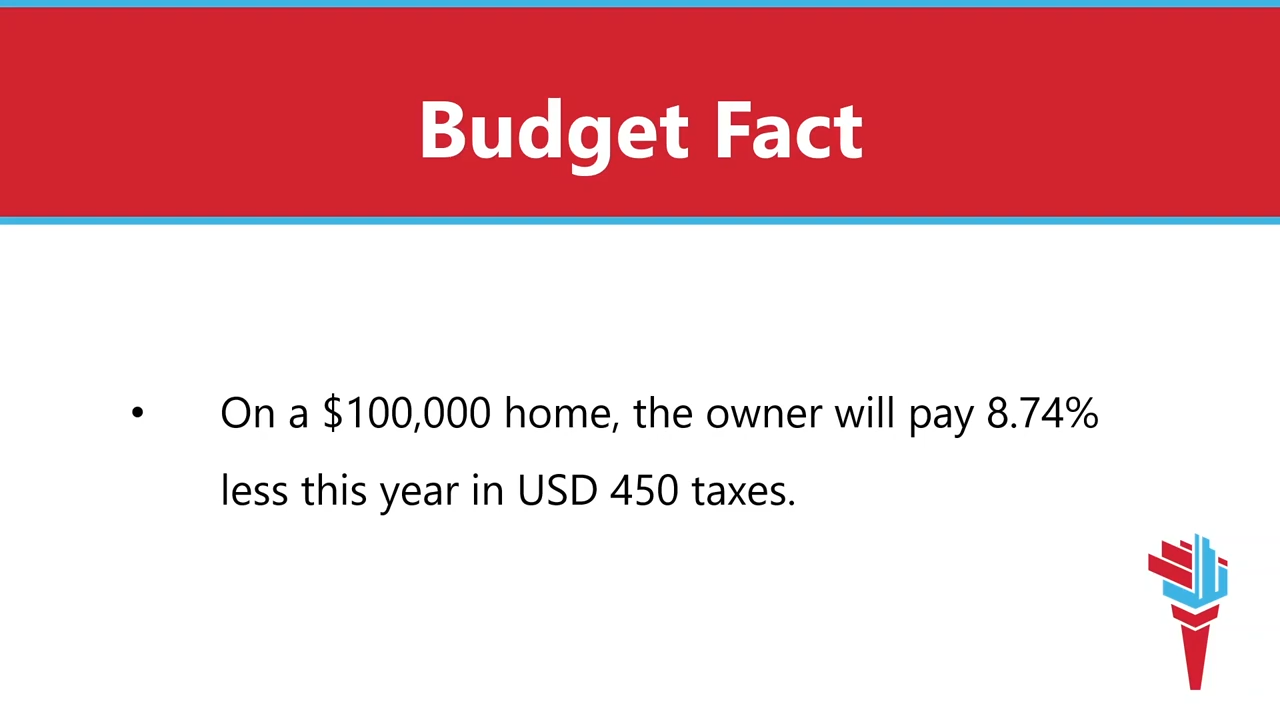 Budget Fact
• On a $100,000 home, the owner will pay 8.74%
less this year in USD 450 taxes.